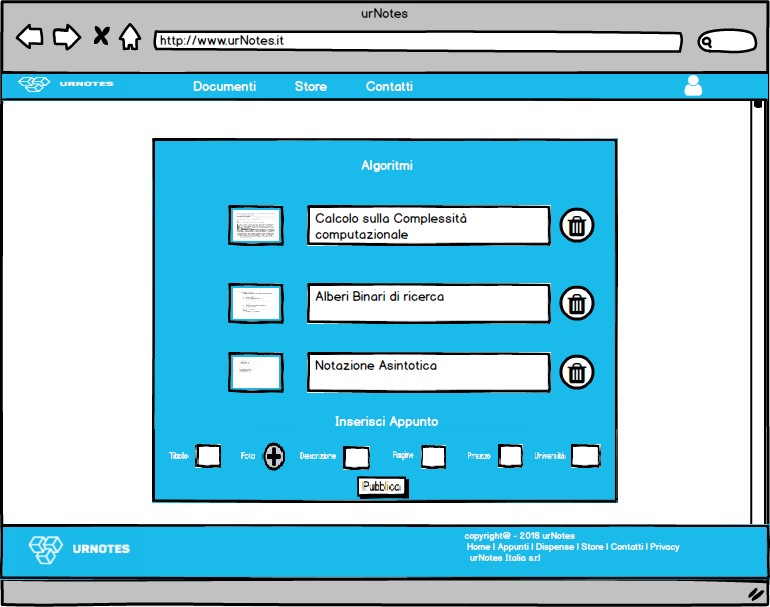 urNotes
http://www.urNotes.it
URNOTES
Documenti Store Contatti
Algoritmi
Calcolo sulla Complessità
computazionale
Alberi Binari di ricerca
Notazione Asintotica
Inserisci Appunto
Titolo Foto Descrizione Pagine Prezzo Università
Pubblica
URNOTES
copyright@ - 2018 urNotes
Home | Appunti | Dispense | Store | Contatti | Privacy
urNotes Italia s.r.l